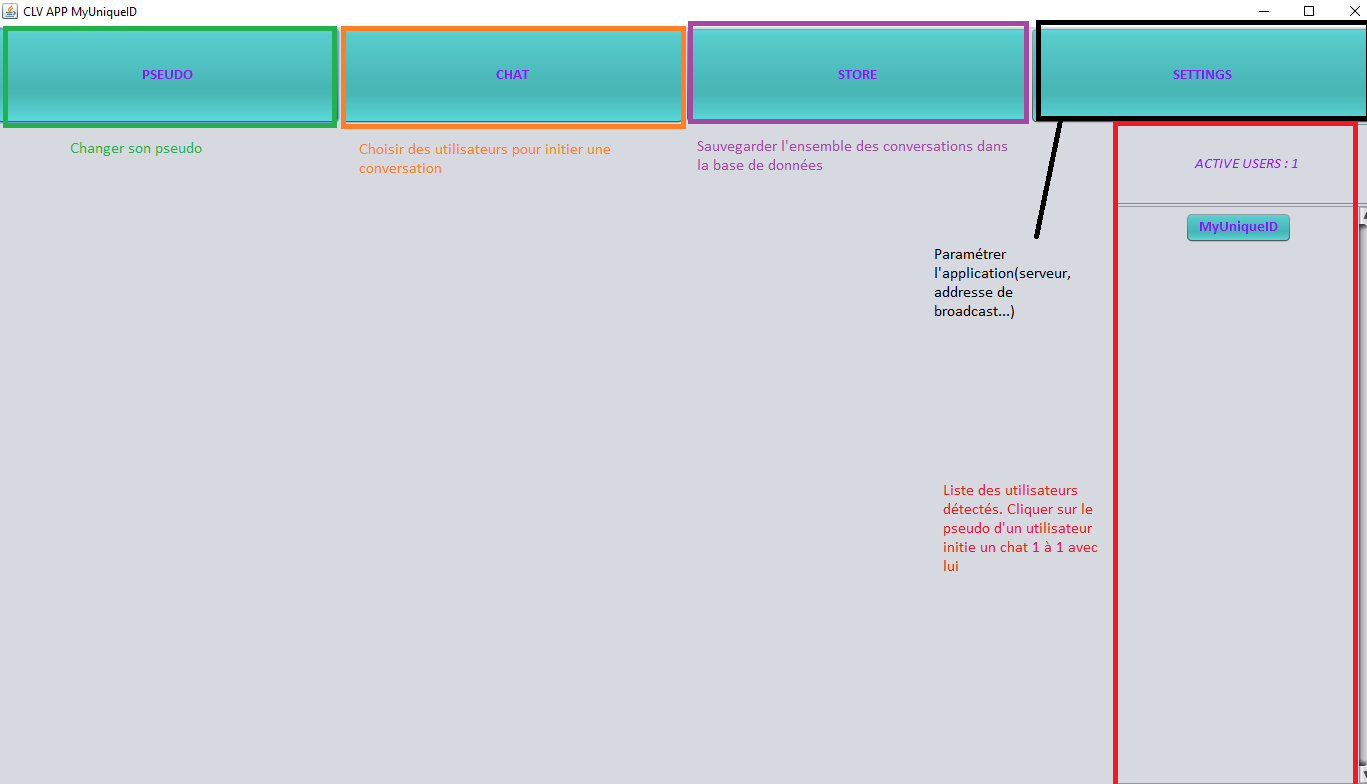 CLV APP MyUniqueID
PSEUDO
CHAT
STORE
SETTINGS
Changer son pseudo
Choisir des utilisateurs pour initier une
conversation
Sauvegarder l'ensemble des conversations dans
la base de données
ACTIVE USERS : 1
MyUniqueID
Paramétrer
l'application(serveur,
addresse de
broadcast...)
Liste des utilisateurs
détectés. Cliquer sur le
pseudo d'un utilisateur
initie un chat 1 à 1 avec
lui